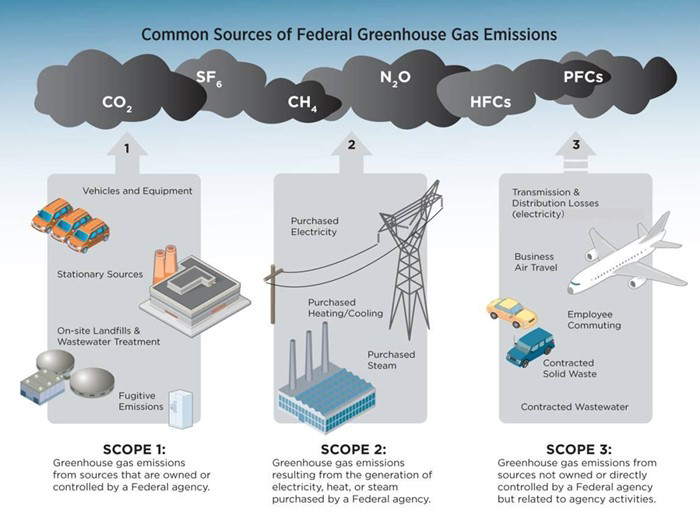 Common Sources of Federal Greenhouse Gas Emissions
CO₂
SF₆
CH₄
N₂O
HFCs
PFCs
1
2
3
Vehicles and Equipment
Stationary Sources
On-site Landfills &
Wastewater Treatment
Fugitive
Emissions
Purchased
Electricity
Purchased
Heating/Cooling
Purchased
Steam
Transmission &
Distribution Losses
(electricity)
Business
Air Travel
Employee
Commuting
Contracted
Solid Waste
Contracted Wastewater
SCOPE 1:
Greenhouse gas emissions
from sources that are owned or
controlled by a Federal agency.
SCOPE 2:
Greenhouse gas emissions
resulting from the generation of
electricity, heat, or steam
purchased by a Federal agency.
SCOPE 3:
Greenhouse gas emissions from
sources not owned or directly
controlled by a Federal agency
but related to agency activities.